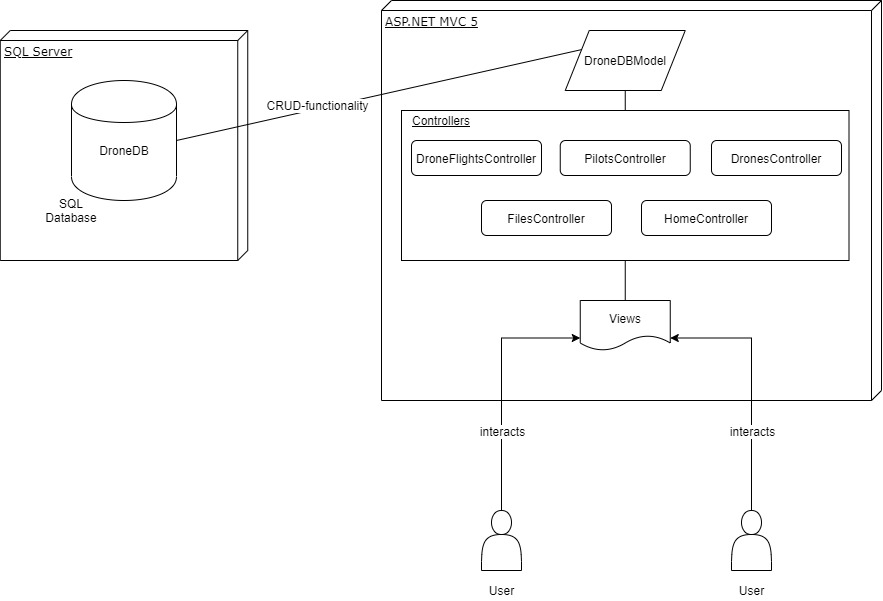 ASP.NET MVC 5
SQL Server
DroneDBModel
CRUD-functionality
Controllers
DroneDB
DroneFlightsController
PilotsController
DronesController
SQL
Database
FilesController
HomeController
Views
interacts
interacts
User
User